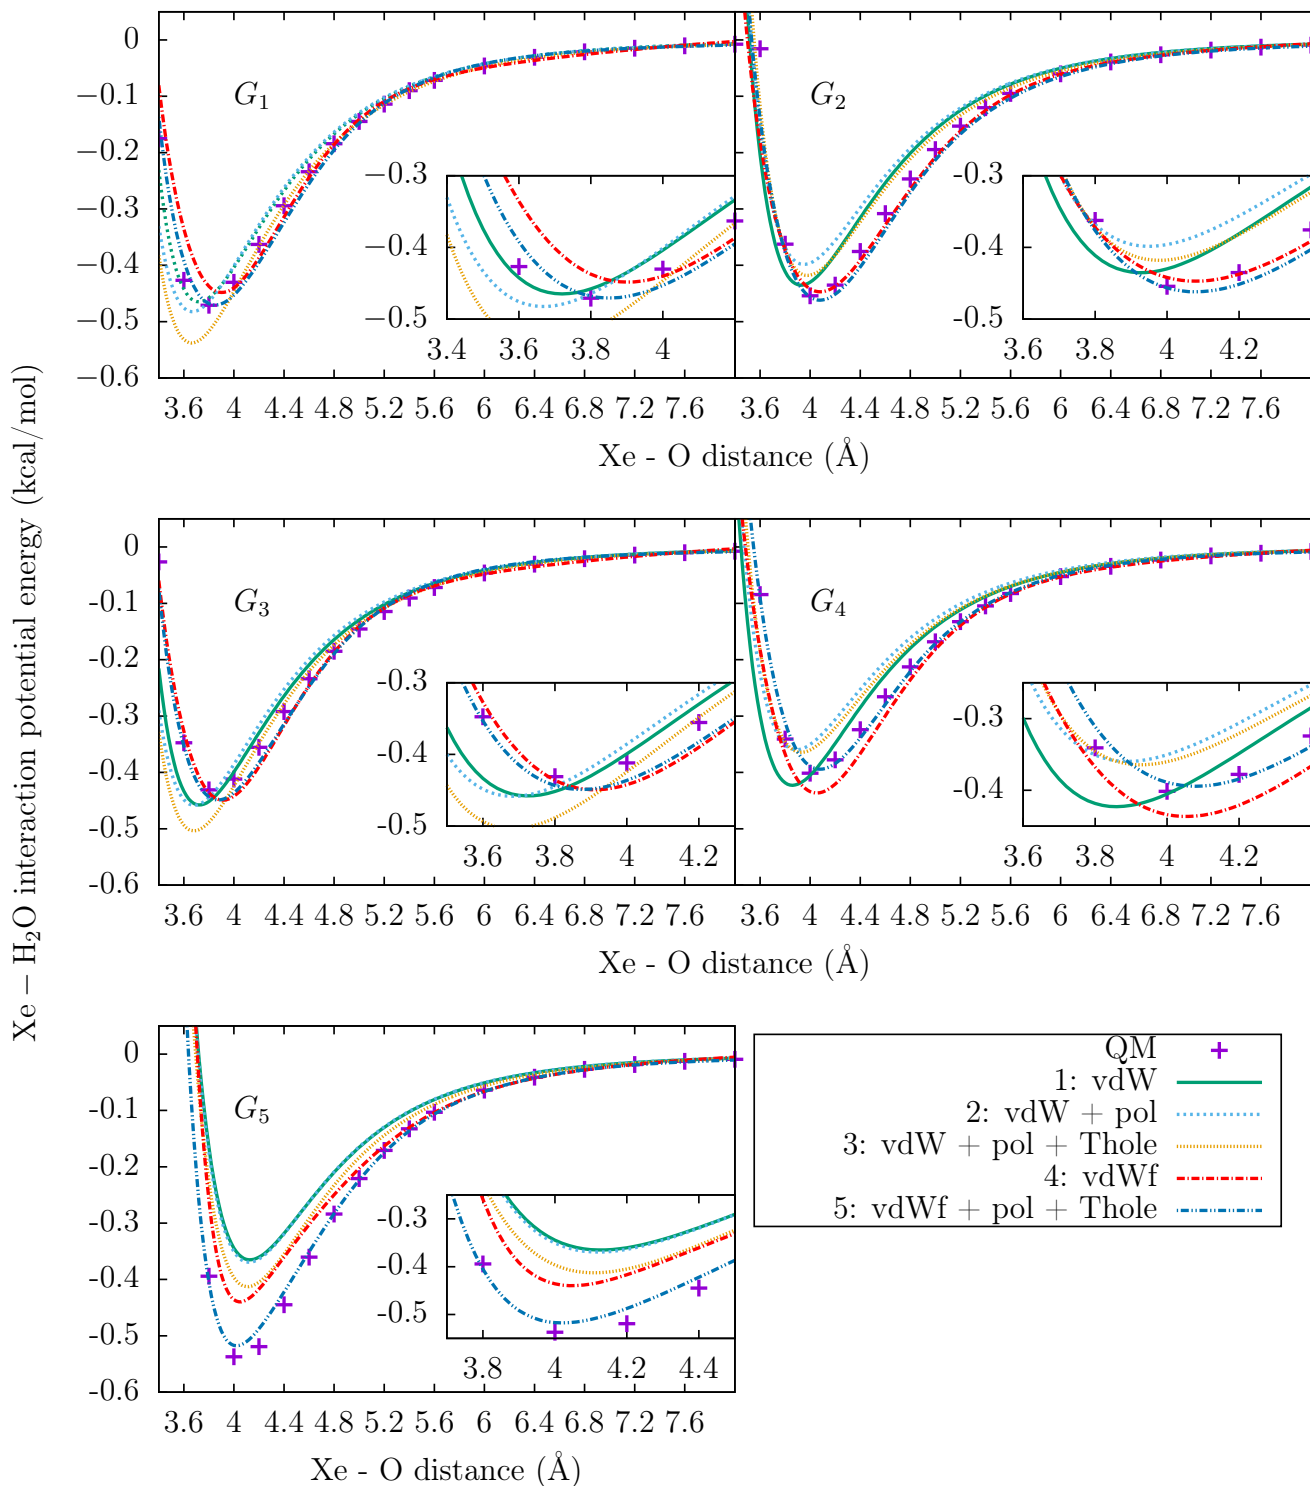 Xe − H₂O interaction potential energy (kcal/mol)
0
−0.1
−0.2
−0.3
−0.4
−0.5
−0.6
G₁
−0.3
−0.4
−0.5
3.4 3.6 3.8 4
3.6 4 4.4 4.8 5.2 5.6 6 6.4 6.8 7.2 7.6
G₂
-0.3
-0.4
-0.5
3.6 3.8 4 4.2
3.6 4 4.4 4.8 5.2 5.6 6 6.4 6.8 7.2 7.6
Xe - O distance (Å)
0
-0.1
-0.2
-0.3
-0.4
-0.5
-0.6
G₃
-0.3
-0.4
-0.5
3.6 3.8 4 4.2
3.6 4 4.4 4.8 5.2 5.6 6 6.4 6.8 7.2 7.6
G₄
-0.3
-0.4
3.6 3.8 4 4.2
3.6 4 4.4 4.8 5.2 5.6 6 6.4 6.8 7.2 7.6
Xe - O distance (Å)
0
-0.1
-0.2
-0.3
-0.4
-0.5
-0.6
G₅
-0.3
-0.4
-0.5
3.8 4 4.2 4.4
3.6 4 4.4 4.8 5.2 5.6 6 6.4 6.8 7.2 7.6
Xe - O distance (Å)
QM
1: vdW
2: vdW + pol
3: vdW + pol + Thole
4: vdWf
5: vdWf + pol + Thole